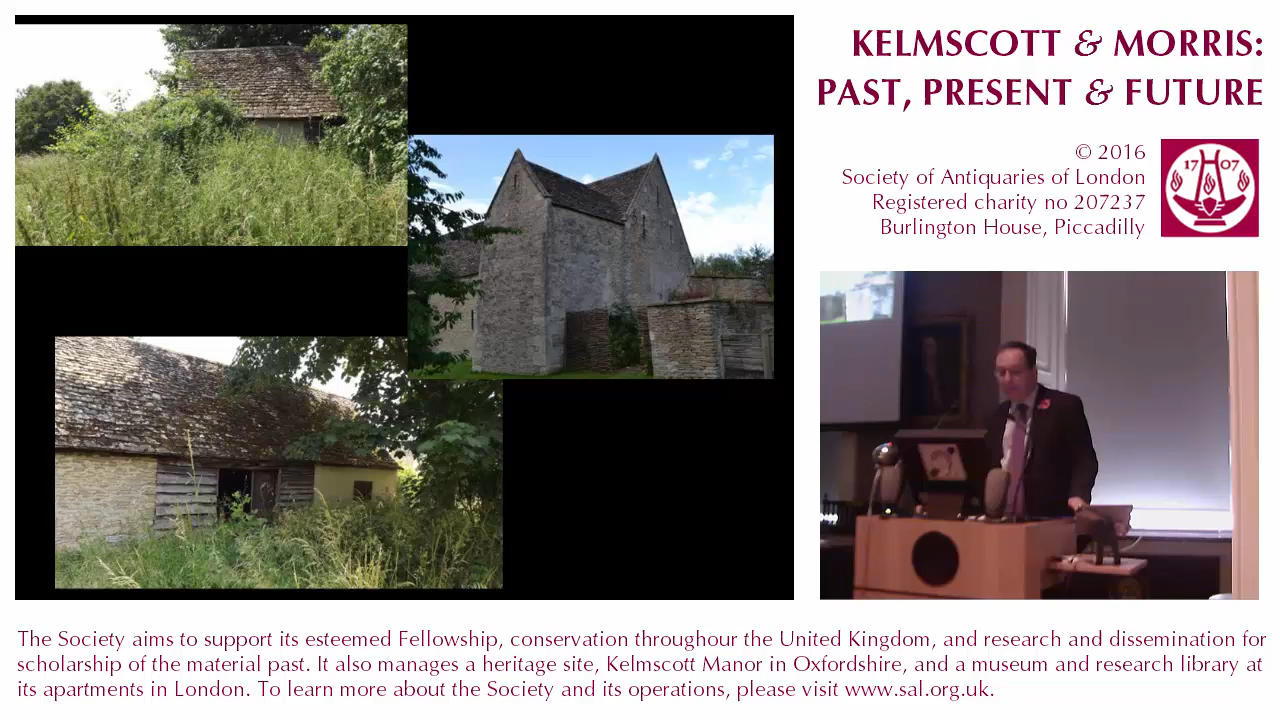 KELMSCOTT & MORRIS:
PAST, PRESENT & FUTURE
© 2016
Society of Antiquaries of London
Registered charity no 207237
Burlington House, Piccadilly
17 07
The Society aims to support its esteemed Fellowship, conservation throughour the United Kingdom, and research and dissemination for
scholarship of the material past. It also manages a heritage site, Kelmscott Manor in Oxfordshire, and a museum and research library at
its apartments in London. To learn more about the Society and its operations, please visit www.sal.org.uk.